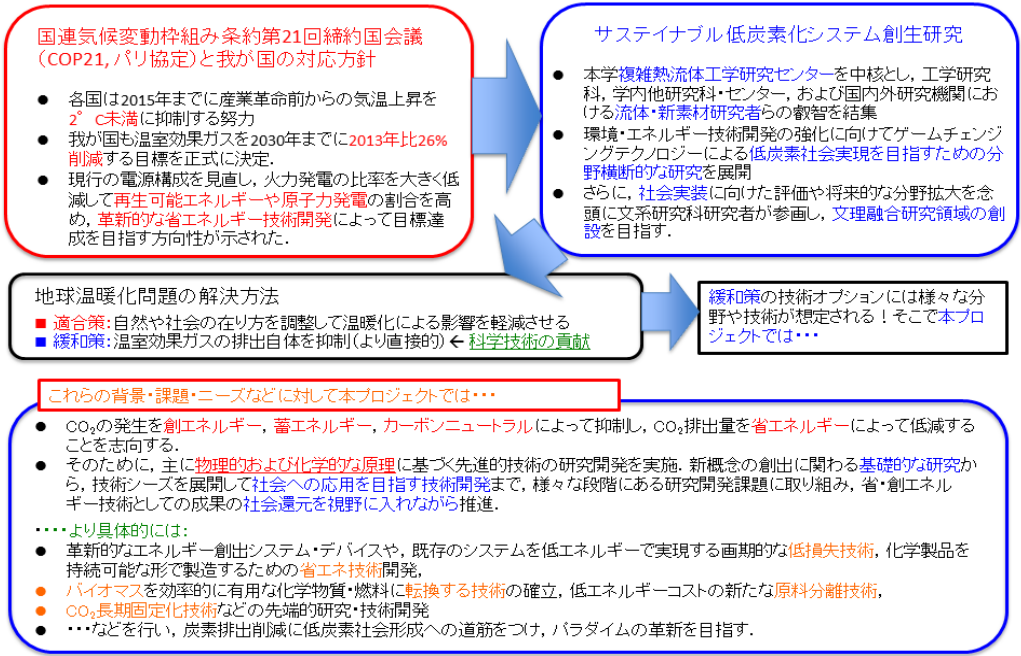 国連気候変動枠組み条約第21回締約国会議
(COP21, パリ協定)と我が国の対応方針
● 各国は2015年までに産業革命前からの気温上昇を
2°C未満に抑制する努力
● 我が国も温室効果ガスを2030年までに2013年比26%
削減する目標を正式に決定.
● 現行の電源構成を見直し, 火力発電の比率を大きく低
減して再生可能エネルギーや原子力発電の割合を高
め, 革新的な省エネルギー技術開発によって目標達
成を目指す方向性が示された.
サステイナブル低炭素化システム創生研究
● 本学複雑熱流体工学研究センターを中核とし, 工学研究
科, 学内他研究科・センター, および国内外研究機関にお
ける流体・新素材研究者らの叡智を結集
● 環境・エネルギー技術開発の強化に向けてゲームチェンジ
ングテクノロジーによる低炭素社会実現を目指すための分
野横断的な研究を展開
● さらに, 社会実装に向けた評価や将来的な分野拡大を念
頭に文系研究科研究者が参画し, 文理融合研究領域の創
設を目指す.
地球温暖化問題の解決方法
■ 適合策:自然や社会の在り方を調整して温暖化による影響を軽減させる
■ 緩和策:温室効果ガスの排出自体を抑制(より直接的) ← 科学技術の貢献
緩和策の技術オプションには様々な分
野や技術が想定される！そこで本プロ
ジェクトでは・・・
これらの背景・課題・ニーズなどに対して本プロジェクトでは・・・
● CO₂の発生を創エネルギー, 蓄エネルギー, カーボンニュートラルによって抑制し, CO₂排出量を省エネルギーによって低減する
ことを志向する.
● そのために, 主に物理的および化学的な原理に基づく先進的技術の研究開発を実施. 新概念の創出に関わる基礎的な研究か
ら, 技術シーズを展開して社会への応用を目指す技術開発まで, 様々な段階にある研究開発課題に取り組み, 省・創エネル
ギー技術としての成果の社会還元を視野に入れながら推進.
・・・・より具体的には:
● 革新的なエネルギー創出システム・デバイスや, 既存のシステムを低エネルギーで実現する画期的な低損失技術, 化学製品を
持続可能な形で製造するための省エネ技術開発,
● バイオマスを効率的に有用な化学物質・燃料に転換する技術の確立, 低エネルギーコストの新たな原料分離技術,
● CO₂長期固定化技術などの先端的研究・技術開発
● ・・・などを行い, 炭素排出削減に低炭素社会形成への道筋をつけ, パラダイムの革新を目指す.